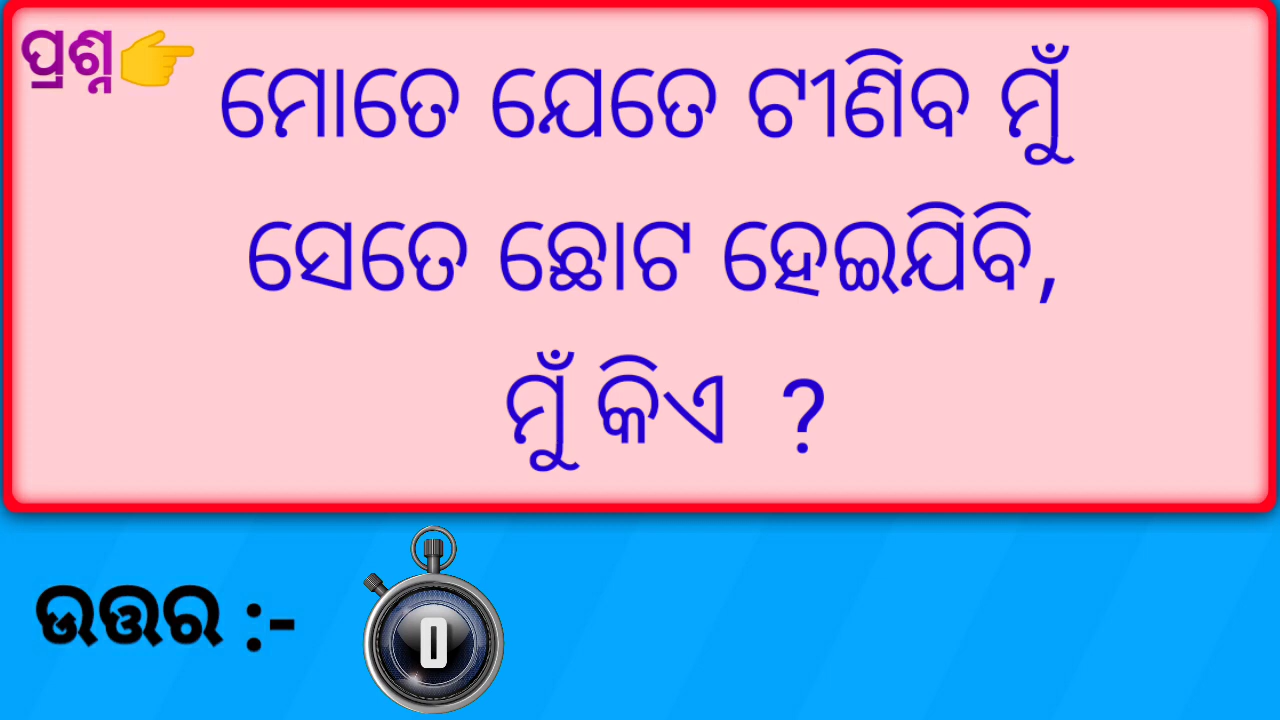 ପ୍ରଶ୍ନ👉
ମୋତେ ଯେତେ ଟୀଣିବ ମୁଁ
ସେତେ ଛୋଟ ହେଇଯିବି,
ମୁଁ କିଏ ?
ଉତ୍ତର :-
0